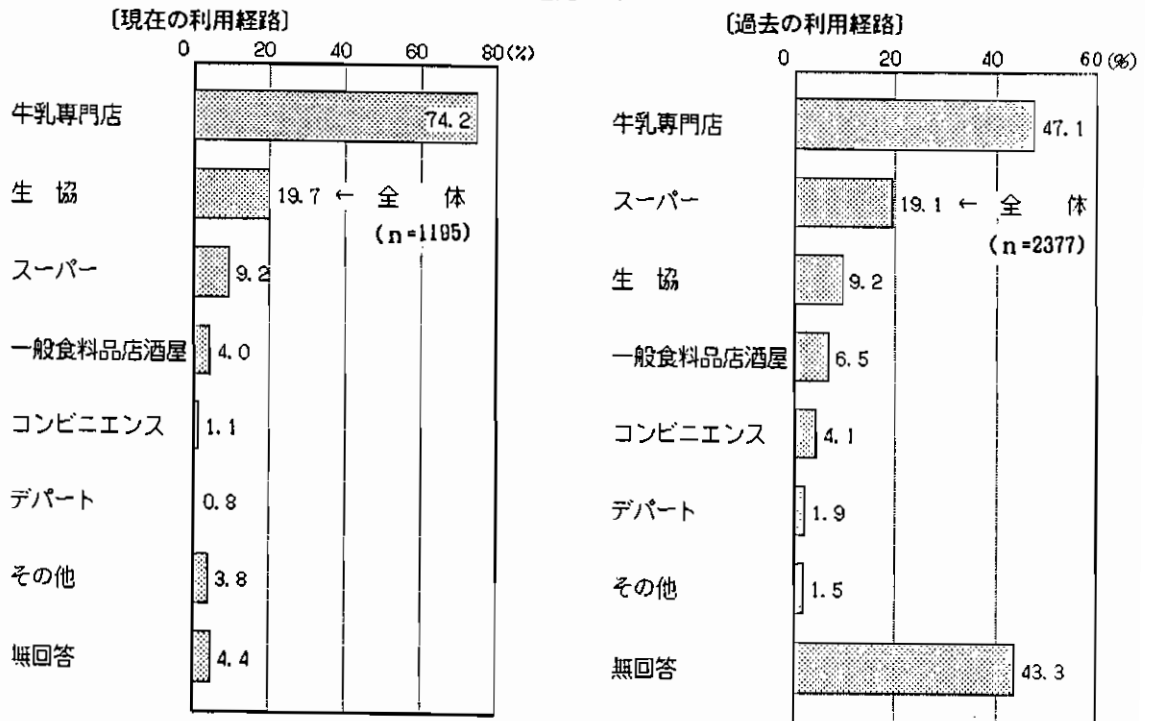 〔現在の利用経路〕
0 20 40 60 80(%)
牛乳専門店 74.2
生 協 19.7 ← 全 体
(n=1195)
スーパー 9.2
一般食料品店酒屋 4.0
コンビニエンス 1.1
デパート 0.8
その他 3.8
無回答 4.4
〔過去の利用経路〕
0 20 40 60(%)
牛乳専門店 47.1
スーパー 19.1 ← 全 体
(n=2377)
生 協 9.2
一般食料品店酒屋 6.5
コンビニエンス 4.1
デパート 1.9
その他 1.5
無回答 43.3